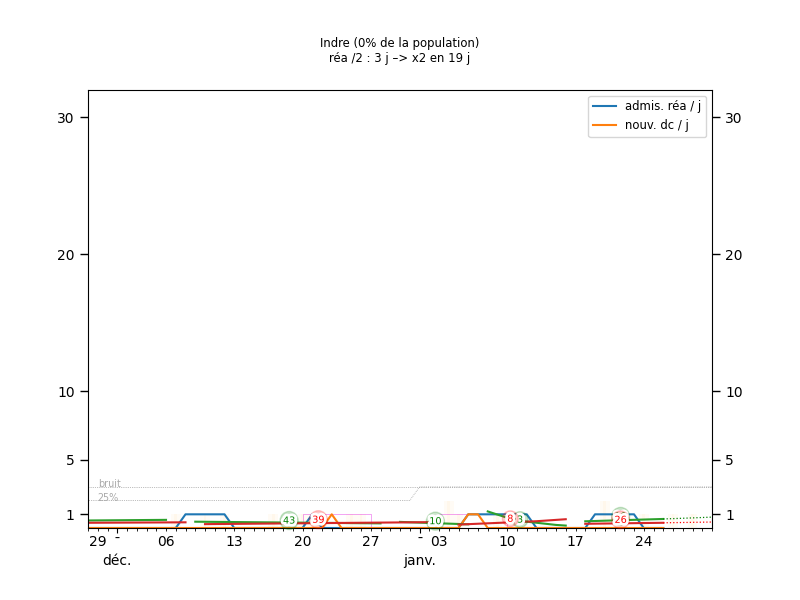 Indre (0% de la population)
réa /2 : 3 j –> x2 en 19 j
admis. réa / j
nouv. dc / j
30 30
20 20
10 10
5 5
bruit
25%
1 1
43 39 10 8 3 26
29 - 06 13 20 27 - 03 10 17 24
déc. janv.